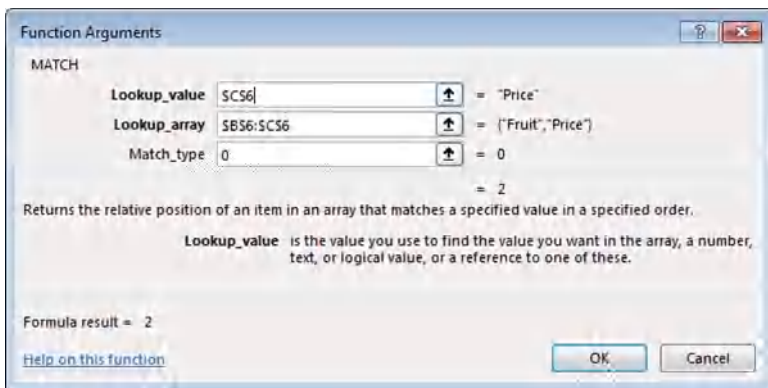 Function Arguments
MATCH
Lookup_value $C$6 = "Price"
Lookup_array $B$6:$C$6 = {"Fruit","Price"}
Match_type 0 = 0
= 2
Returns the relative position of an item in an array that matches a specified value in a specified order.
Lookup_value is the value you use to find the value you want in the array, a number,
text, or logical value, or a reference to one of these.
Formula result = 2
Help on this function OK Cancel